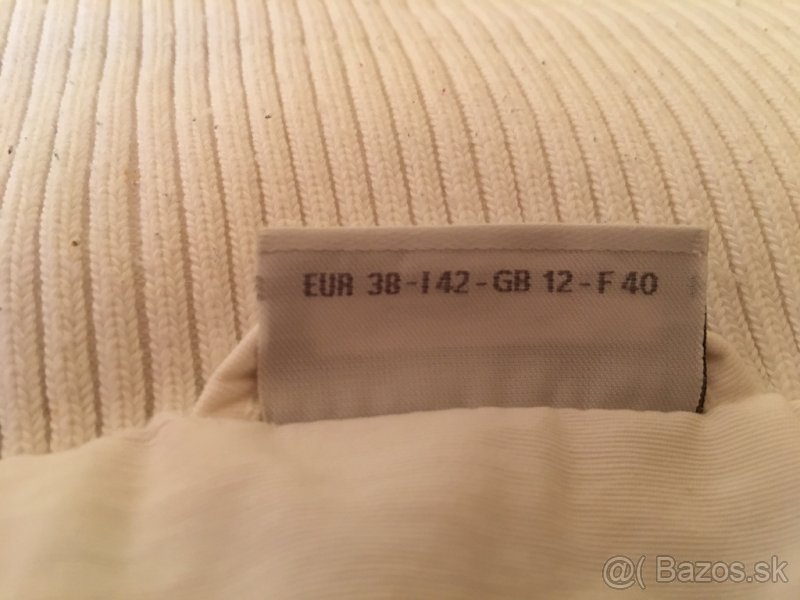 EUR 38-I 42-GB 12-F 40
@( Bazos.sk